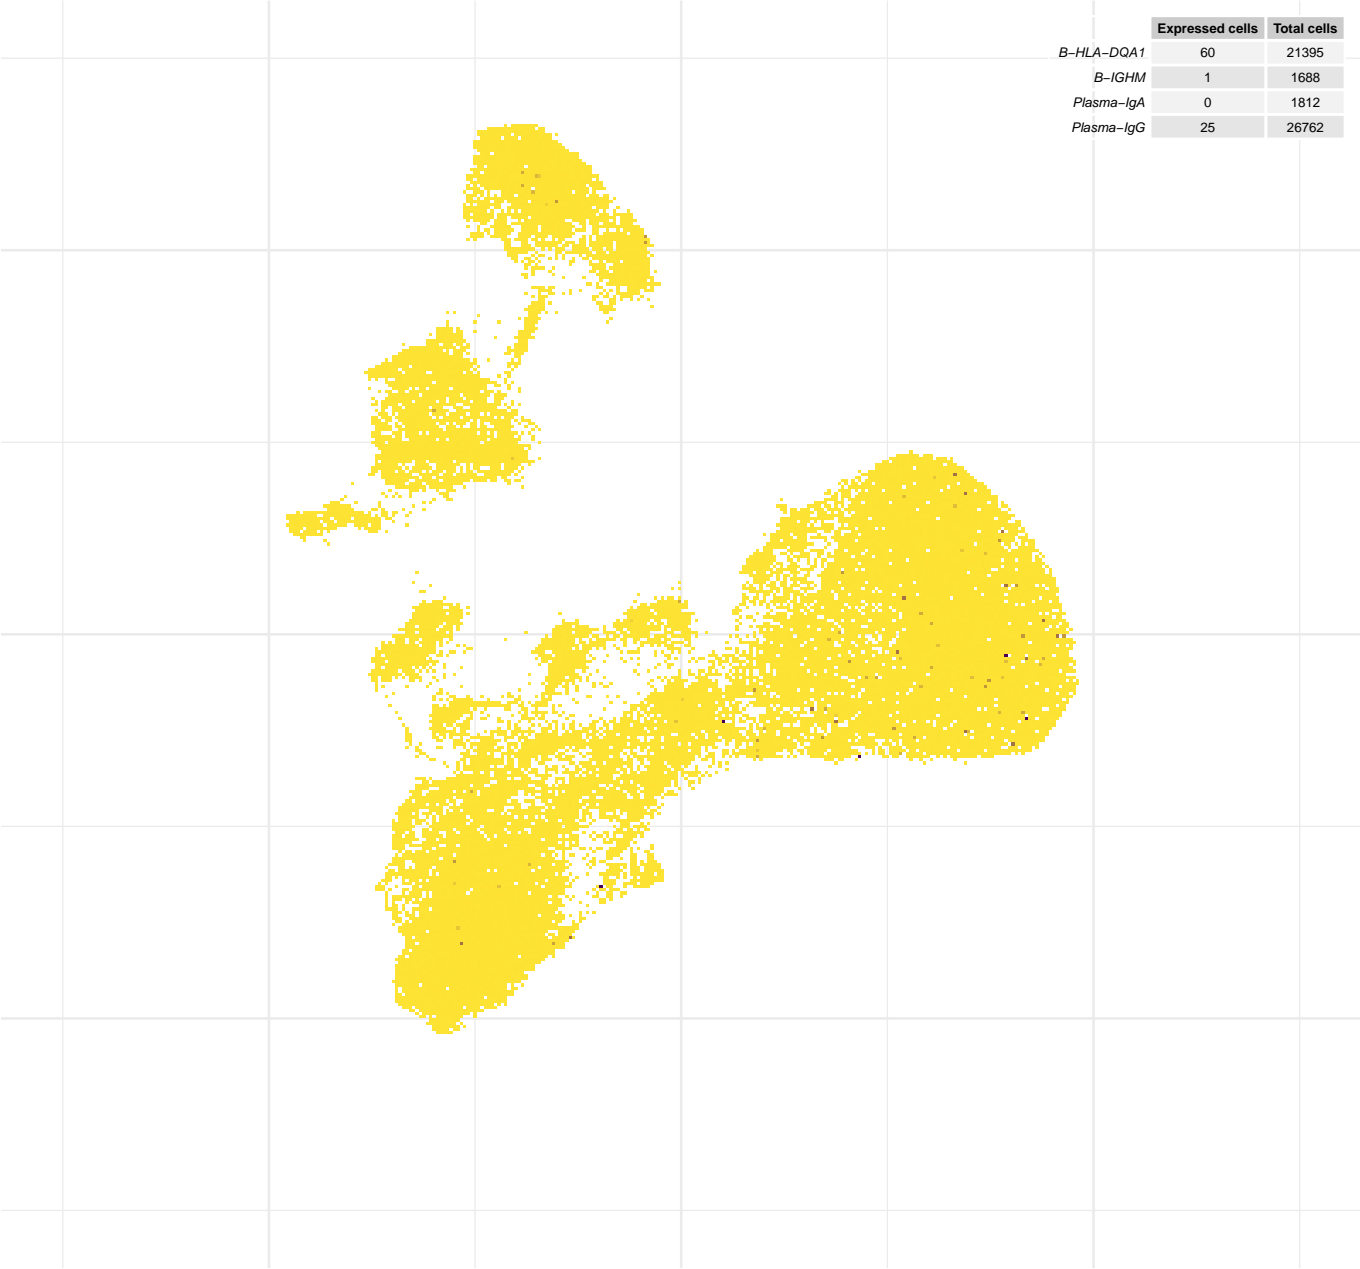 Expressed cells Total cells
B−HLA−DQA1 60 21395
B−IGHM 1 1688
Plasma−IgA 0 1812
Plasma−IgG 25 26762